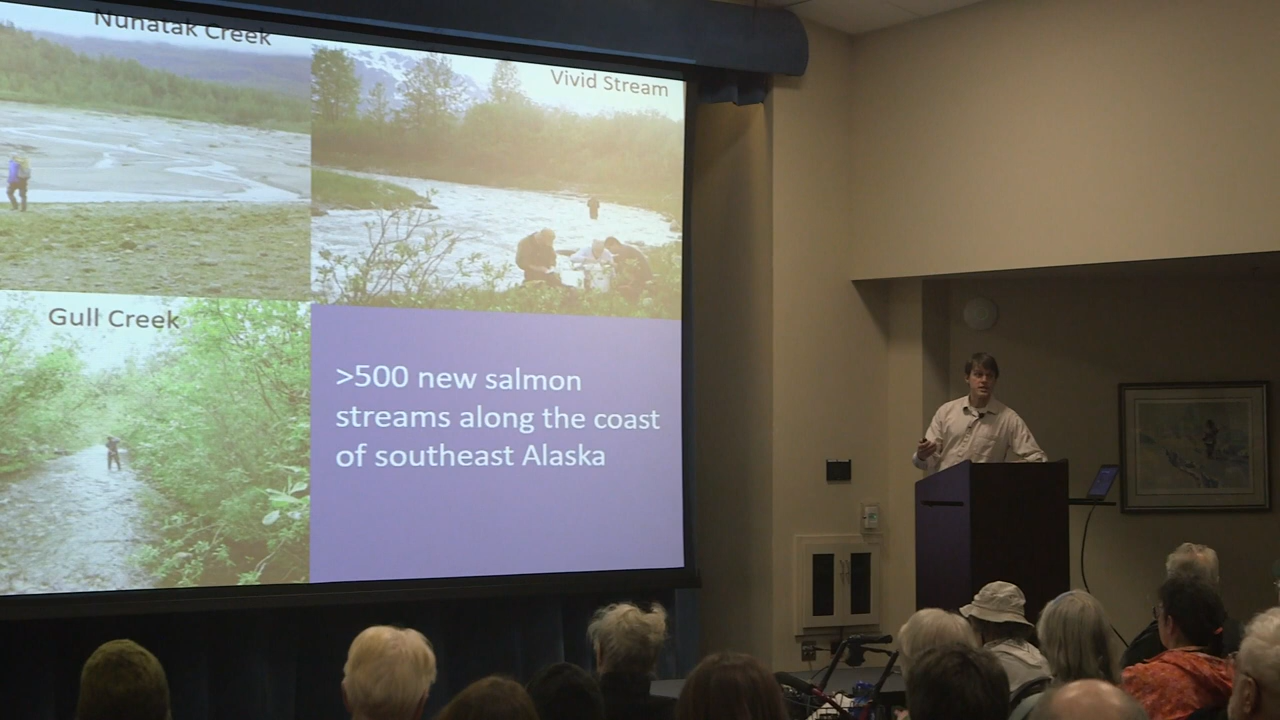 Nunatak Creek
Vivid Stream
Gull Creek
>500 new salmon
streams along the coast
of southeast Alaska